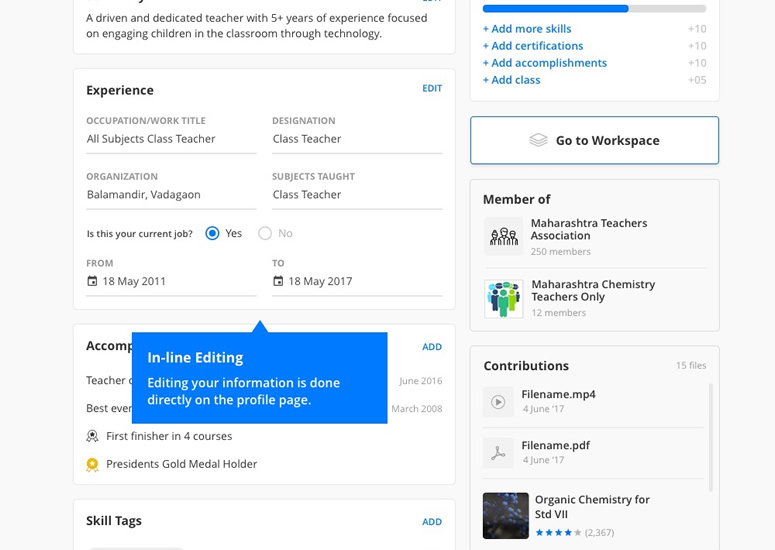 A driven and dedicated teacher with 5+ years of experience focused
on engaging children in the classroom through technology.
Experience
EDIT
OCCUPATION/WORK TITLE
DESIGNATION
All Subjects Class Teacher
Class Teacher
ORGANIZATION
SUBJECTS TAUGHT
Balamandir, Vadagaon
Class Teacher
Is this your current job?
Yes
No
FROM
TO
18 May 2011
18 May 2017
Accomp
ADD
In-line Editing
Editing your information is done
directly on the profile page.
Teacher
June 2016
Best ever
March 2008
First finisher in 4 courses
Presidents Gold Medal Holder
Skill Tags
ADD
+ Add more skills
+10
+ Add certifications
+10
+ Add accomplishments
+10
+ Add class
+05
Go to Workspace
Member of
Maharashtra Teachers
Association
250 members
Maharashtra Chemistry
Teachers Only
12 members
Contributions
15 files
Filename.mp4
4 June '17
Filename.pdf
4 June '17
Organic Chemistry for
Std VII
(2,367)